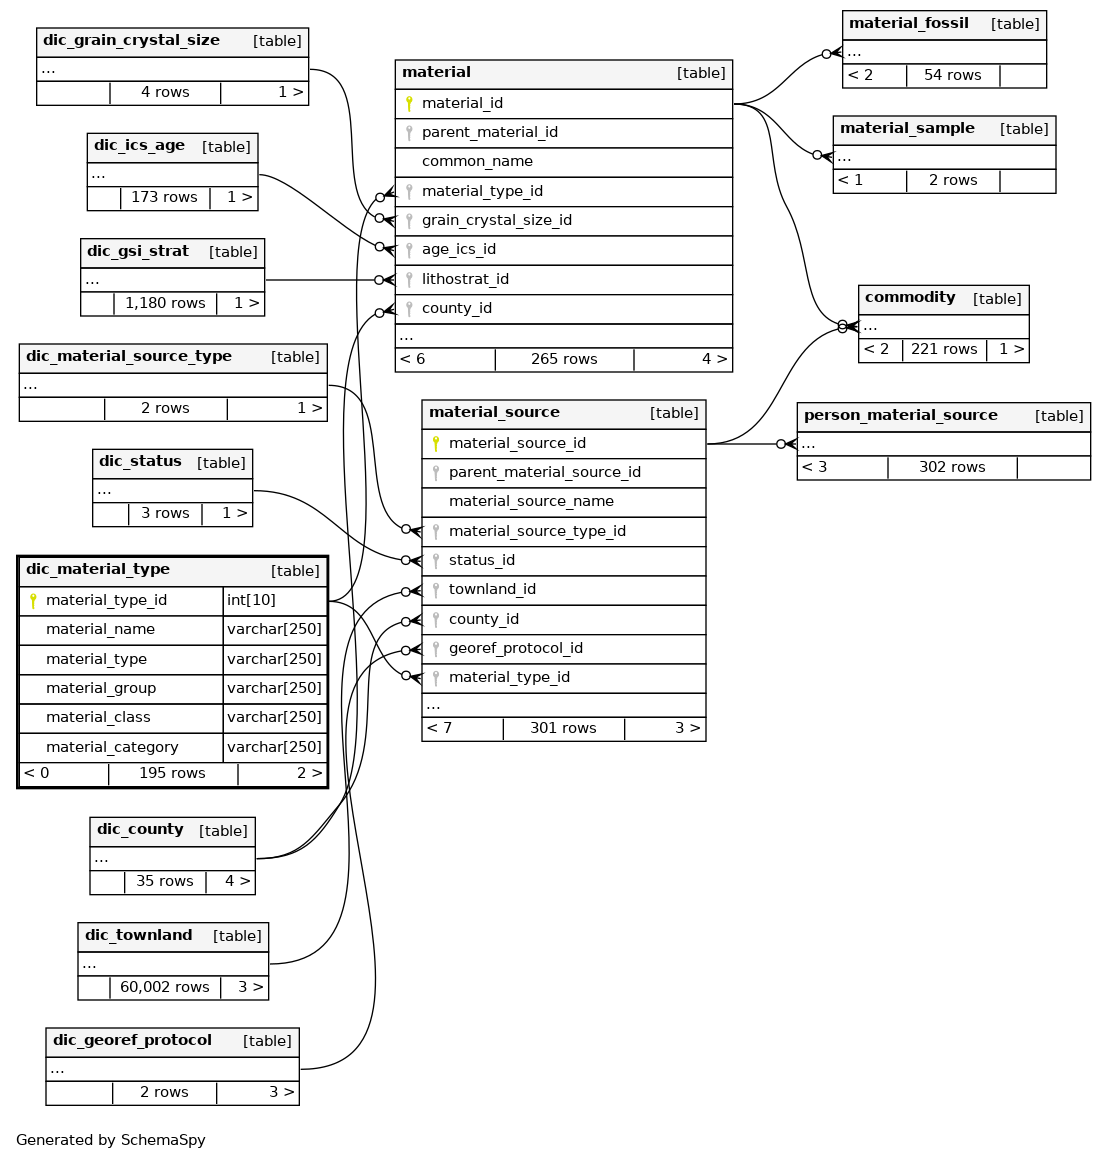 dic_grain_crystal_size [table]
...
4 rows 1 >
dic_ics_age [table]
...
173 rows 1 >
dic_gsi_strat [table]
...
1,180 rows 1 >
dic_material_source_type [table]
...
2 rows 1 >
dic_status [table]
...
3 rows 1 >
dic_material_type [table]
material_type_id int[10]
material_name varchar[250]
material_type varchar[250]
material_group varchar[250]
material_class varchar[250]
material_category varchar[250]
< 0 195 rows 2 >
dic_county [table]
...
35 rows 4 >
dic_townland [table]
...
60,002 rows 3 >
dic_georef_protocol [table]
...
2 rows 3 >
material [table]
material_id
parent_material_id
common_name
material_type_id
grain_crystal_size_id
age_ics_id
lithostrat_id
county_id
...
< 6 265 rows 4 >
material_source [table]
material_source_id
parent_material_source_id
material_source_name
material_source_type_id
status_id
townland_id
county_id
georef_protocol_id
material_type_id
...
< 7 301 rows 3 >
material_fossil [table]
...
< 2 54 rows
material_sample [table]
...
< 1 2 rows
commodity [table]
...
< 2 221 rows 1 >
person_material_source [table]
...
< 3 302 rows
Generated by SchemaSpy